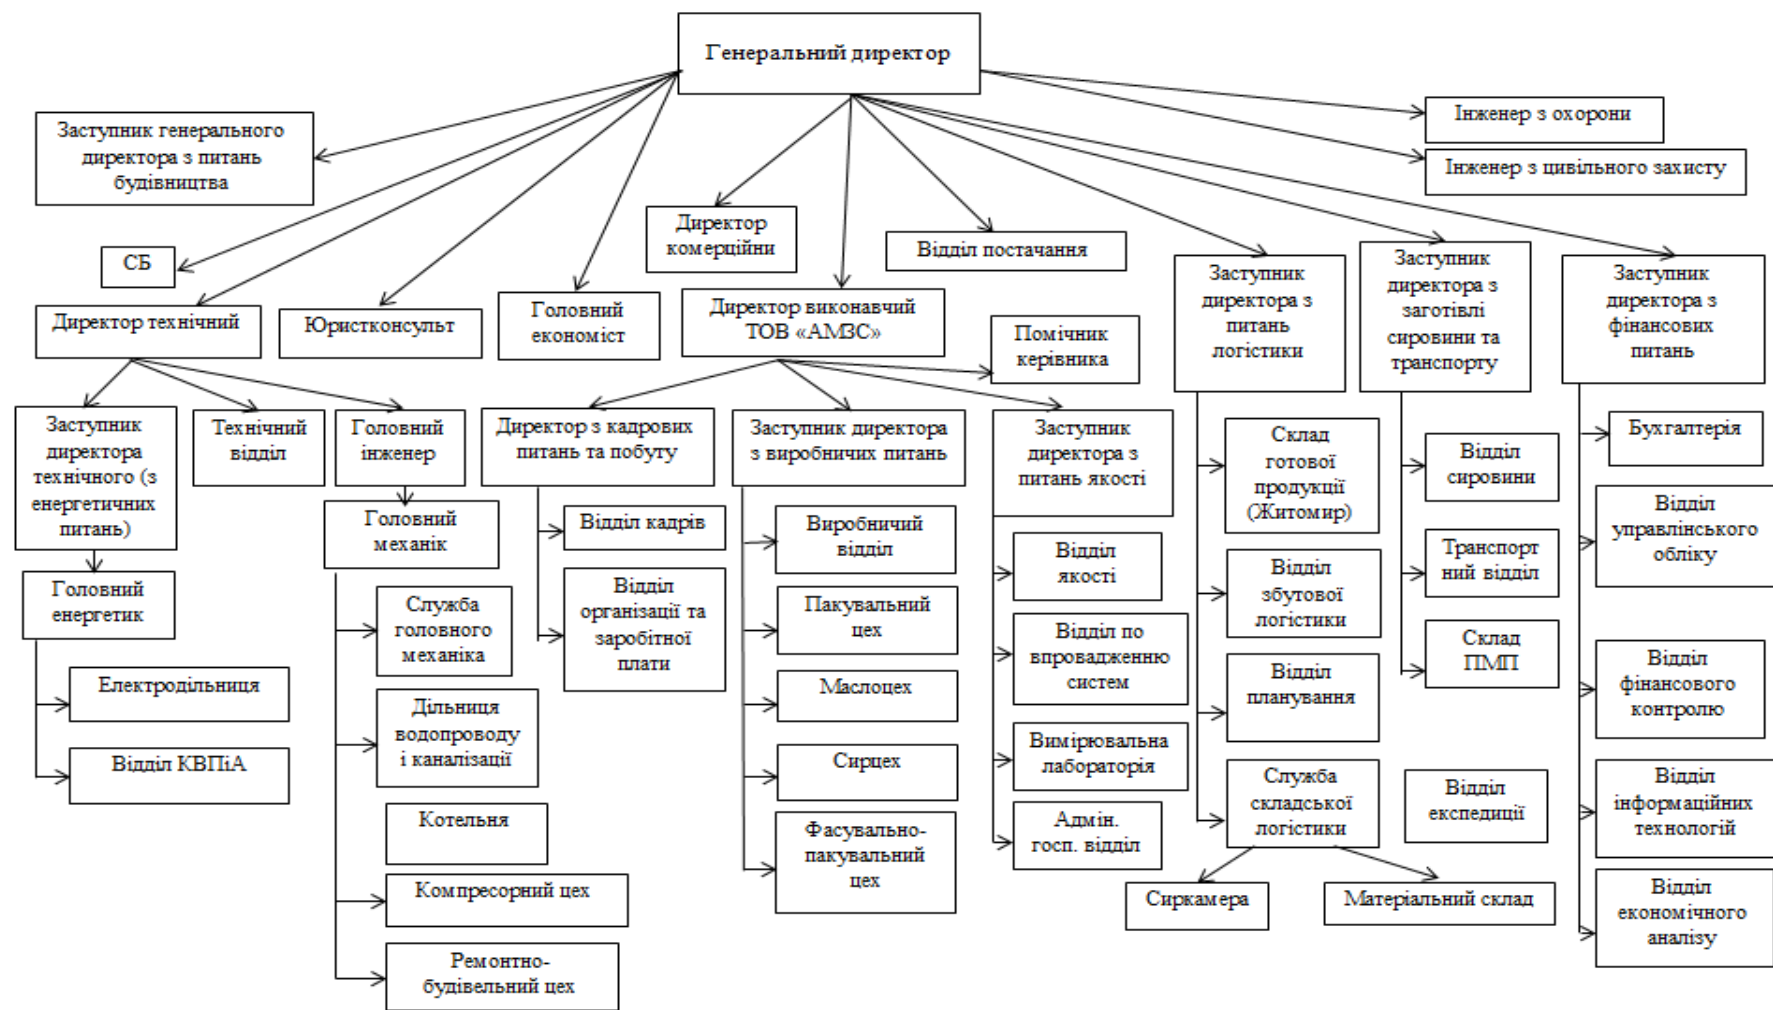 Генеральний директор
Заступник генерального
директора з питань
будівництва
Інженер з охорони
Інженер з цивільного захисту
СБ
Директор
комерційни
Відділ постачання
Директор технічний
Юристконсульт
Головний
економіст
Директор виконавчий
ТОВ «АМЗС»
Помічник
керівника
Заступник
директора з
питань
логістики
Заступник
директора з
заготівлі
сировини та
транспорту
Заступник
директора з
фінансових
питань
Заступник
директора
технічного (з
енергетичних
питань)
Технічний
відділ
Головний
інженер
Директор з кадрових
питань та побуту
Заступник директора
з виробничих питань
Заступник
директора з
питань якості
Головний
енергетик
Електродільниця
Відділ КВПіА
Головний
механік
Служба
головного
механіка
Дільниця
водопроводу
і каналізації
Котельня
Компресорний цех
Ремонтно-
будівельний цех
Відділ кадрів
Відділ
організації та
заробітної
плати
Виробничий
відділ
Пакувальний
цех
Маслоцех
Сирцех
Фасувально-
пакувальний
цех
Відділ
якості
Відділ по
впровадженню
систем
Вимірювальна
лабораторія
Адмін.
госп. відділ
Склад
готової
продукції
(Житомир)
Відділ
збутової
логістики
Відділ
планування
Служба
складської
логістики
Сиркамера
Матеріальний склад
Відділ
сировини
Транспорт
ний відділ
Склад
ПМП
Відділ
експедиції
Бухгалтерія
Відділ
управлінського
обліку
Відділ
фінансового
контролю
Відділ
інформаційних
технологій
Відділ
економічного
аналізу